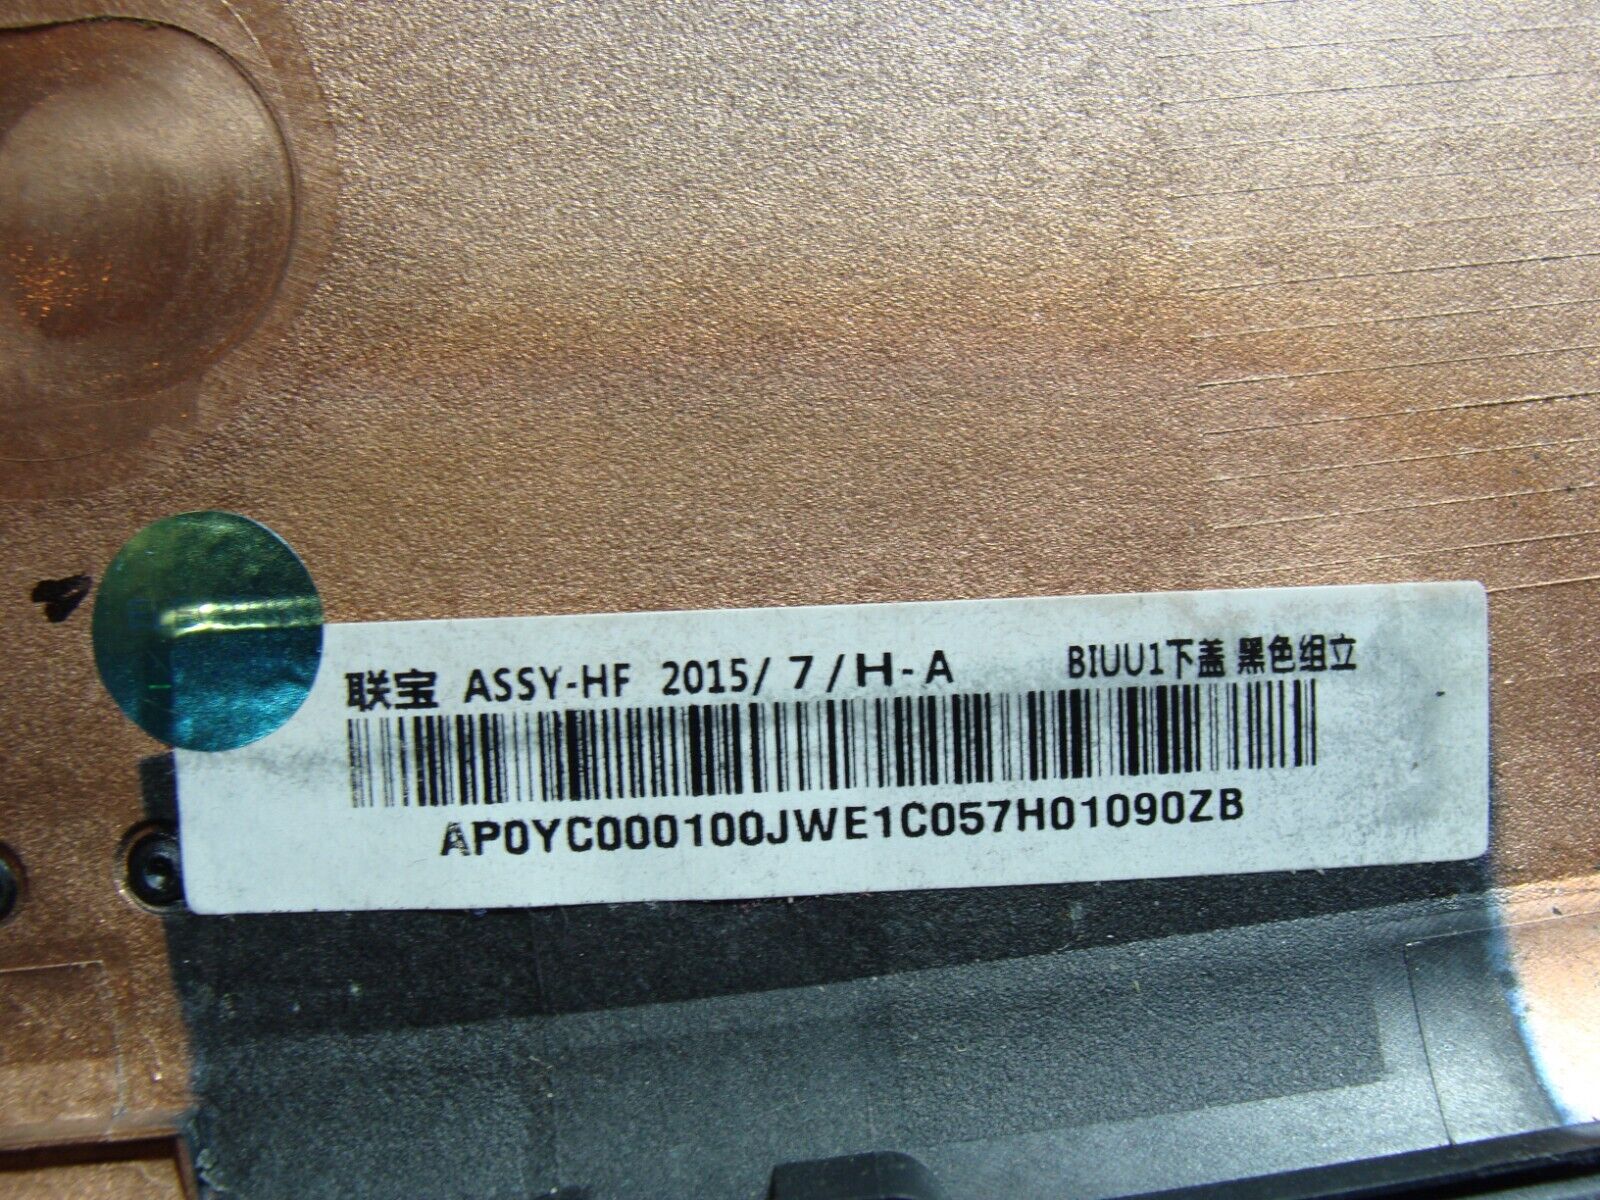 联宝 ASSY-HF 2015/ 7 /H-A BIUU1下盖 黑色组立
AP0YC000100JWE1C057H01090ZB